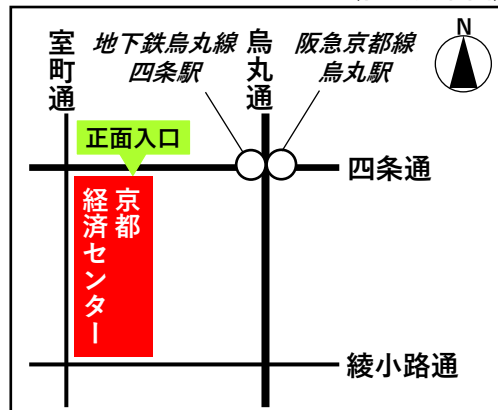 室町通
地下鉄烏丸線
四条駅
烏丸通
阪急京都線
烏丸駅
N
正面入口
四条通
京都
経済センター
綾小路通